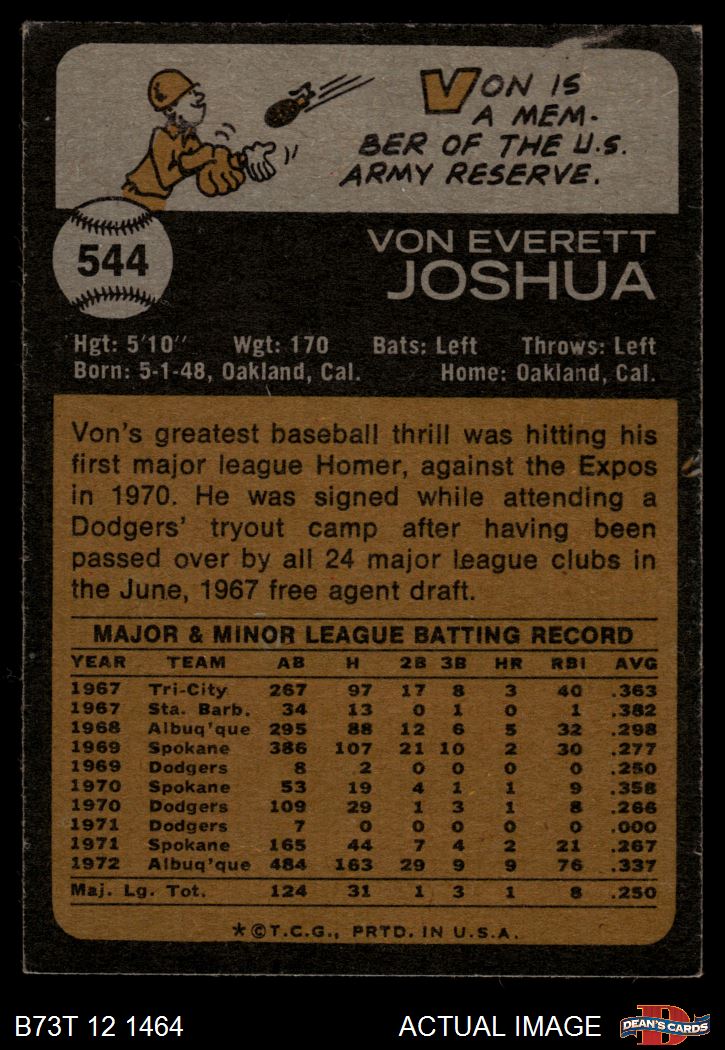 VON IS
A MEM-
BER OF THE U.S.
ARMY RESERVE.
544
VON EVERETT
JOSHUA
Hgt: 5'10" Wgt: 170 Bats: Left Throws: Left
Born: 5-1-48, Oakland, Cal. Home: Oakland, Cal.
Von's greatest baseball thrill was hitting his
first major league Homer, against the Expos
in 1970. He was signed while attending a
Dodgers' tryout camp after having been
passed over by all 24 major league clubs in
the June, 1967 free agent draft.
MAJOR & MINOR LEAGUE BATTING RECORD
YEAR TEAM AB H 2B 3B HR RBI AVG
1967 Tri-City 267 97 17 8 3 40 .363
1967 Sta. Barb. 34 13 0 1 0 1 .382
1968 Albuq'que 295 88 12 6 5 32 .298
1969 Spokane 386 107 21 10 2 30 .277
1969 Dodgers 8 2 0 0 0 0 .250
1970 Spokane 53 19 4 1 1 9 .358
1970 Dodgers 109 29 1 3 1 8 .266
1971 Dodgers 7 0 0 0 0 0 .000
1971 Spokane 165 44 7 4 2 21 .267
1972 Albuq'que 484 163 29 9 9 76 .337
Maj. Lg. Tot. 124 31 1 3 1 8 .250
*©T.C.G., PRTD. IN U.S.A.
B73T 12 1464 ACTUAL IMAGE D DEAN'S CARDS